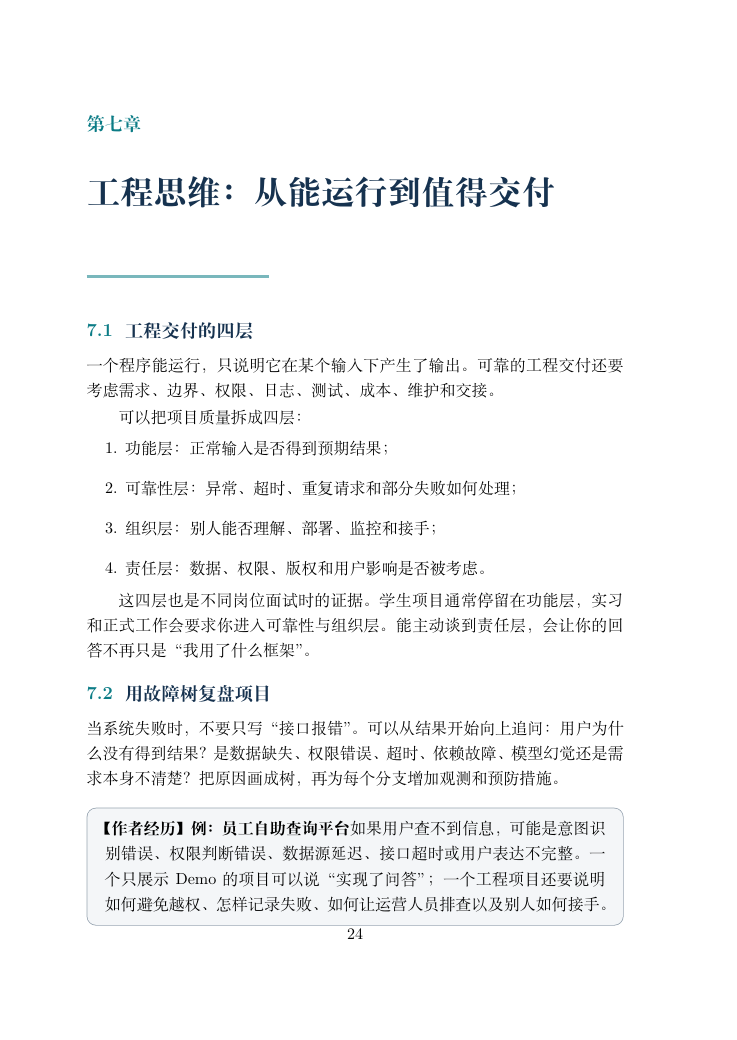 第七章
工程思维：从能运行到值得交付
7.1 工程交付的四层
一个程序能运行，只说明它在某个输入下产生了输出。可靠的工程交付还要
考虑需求、边界、权限、日志、测试、成本、维护和交接。
可以把项目质量拆成四层：
1. 功能层：正常输入是否得到预期结果；
2. 可靠性层：异常、超时、重复请求和部分失败如何处理；
3. 组织层：别人能否理解、部署、监控和接手；
4. 责任层：数据、权限、版权和用户影响是否被考虑。
这四层也是不同岗位面试时的证据。学生项目通常停留在功能层，实习
和正式工作会要求你进入可靠性与组织层。能主动谈到责任层，会让你的回
答不再只是“我用了什么框架”。
7.2 用故障树复盘项目
当系统失败时，不要只写“接口报错”。可以从结果开始向上追问：用户为什
么没有得到结果？是数据缺失、权限错误、超时、依赖故障、模型幻觉还是需
求本身不清楚？把原因画成树，再为每个分支增加观测和预防措施。
【作者经历】例：员工自助查询平台如果用户查不到信息，可能是意图识
别错误、权限判断错误、数据源延迟、接口超时或用户表达不完整。一
个只展示 Demo 的项目可以说“实现了问答”；一个工程项目还要说明
如何避免越权、怎样记录失败、如何让运营人员排查以及别人如何接手。
24